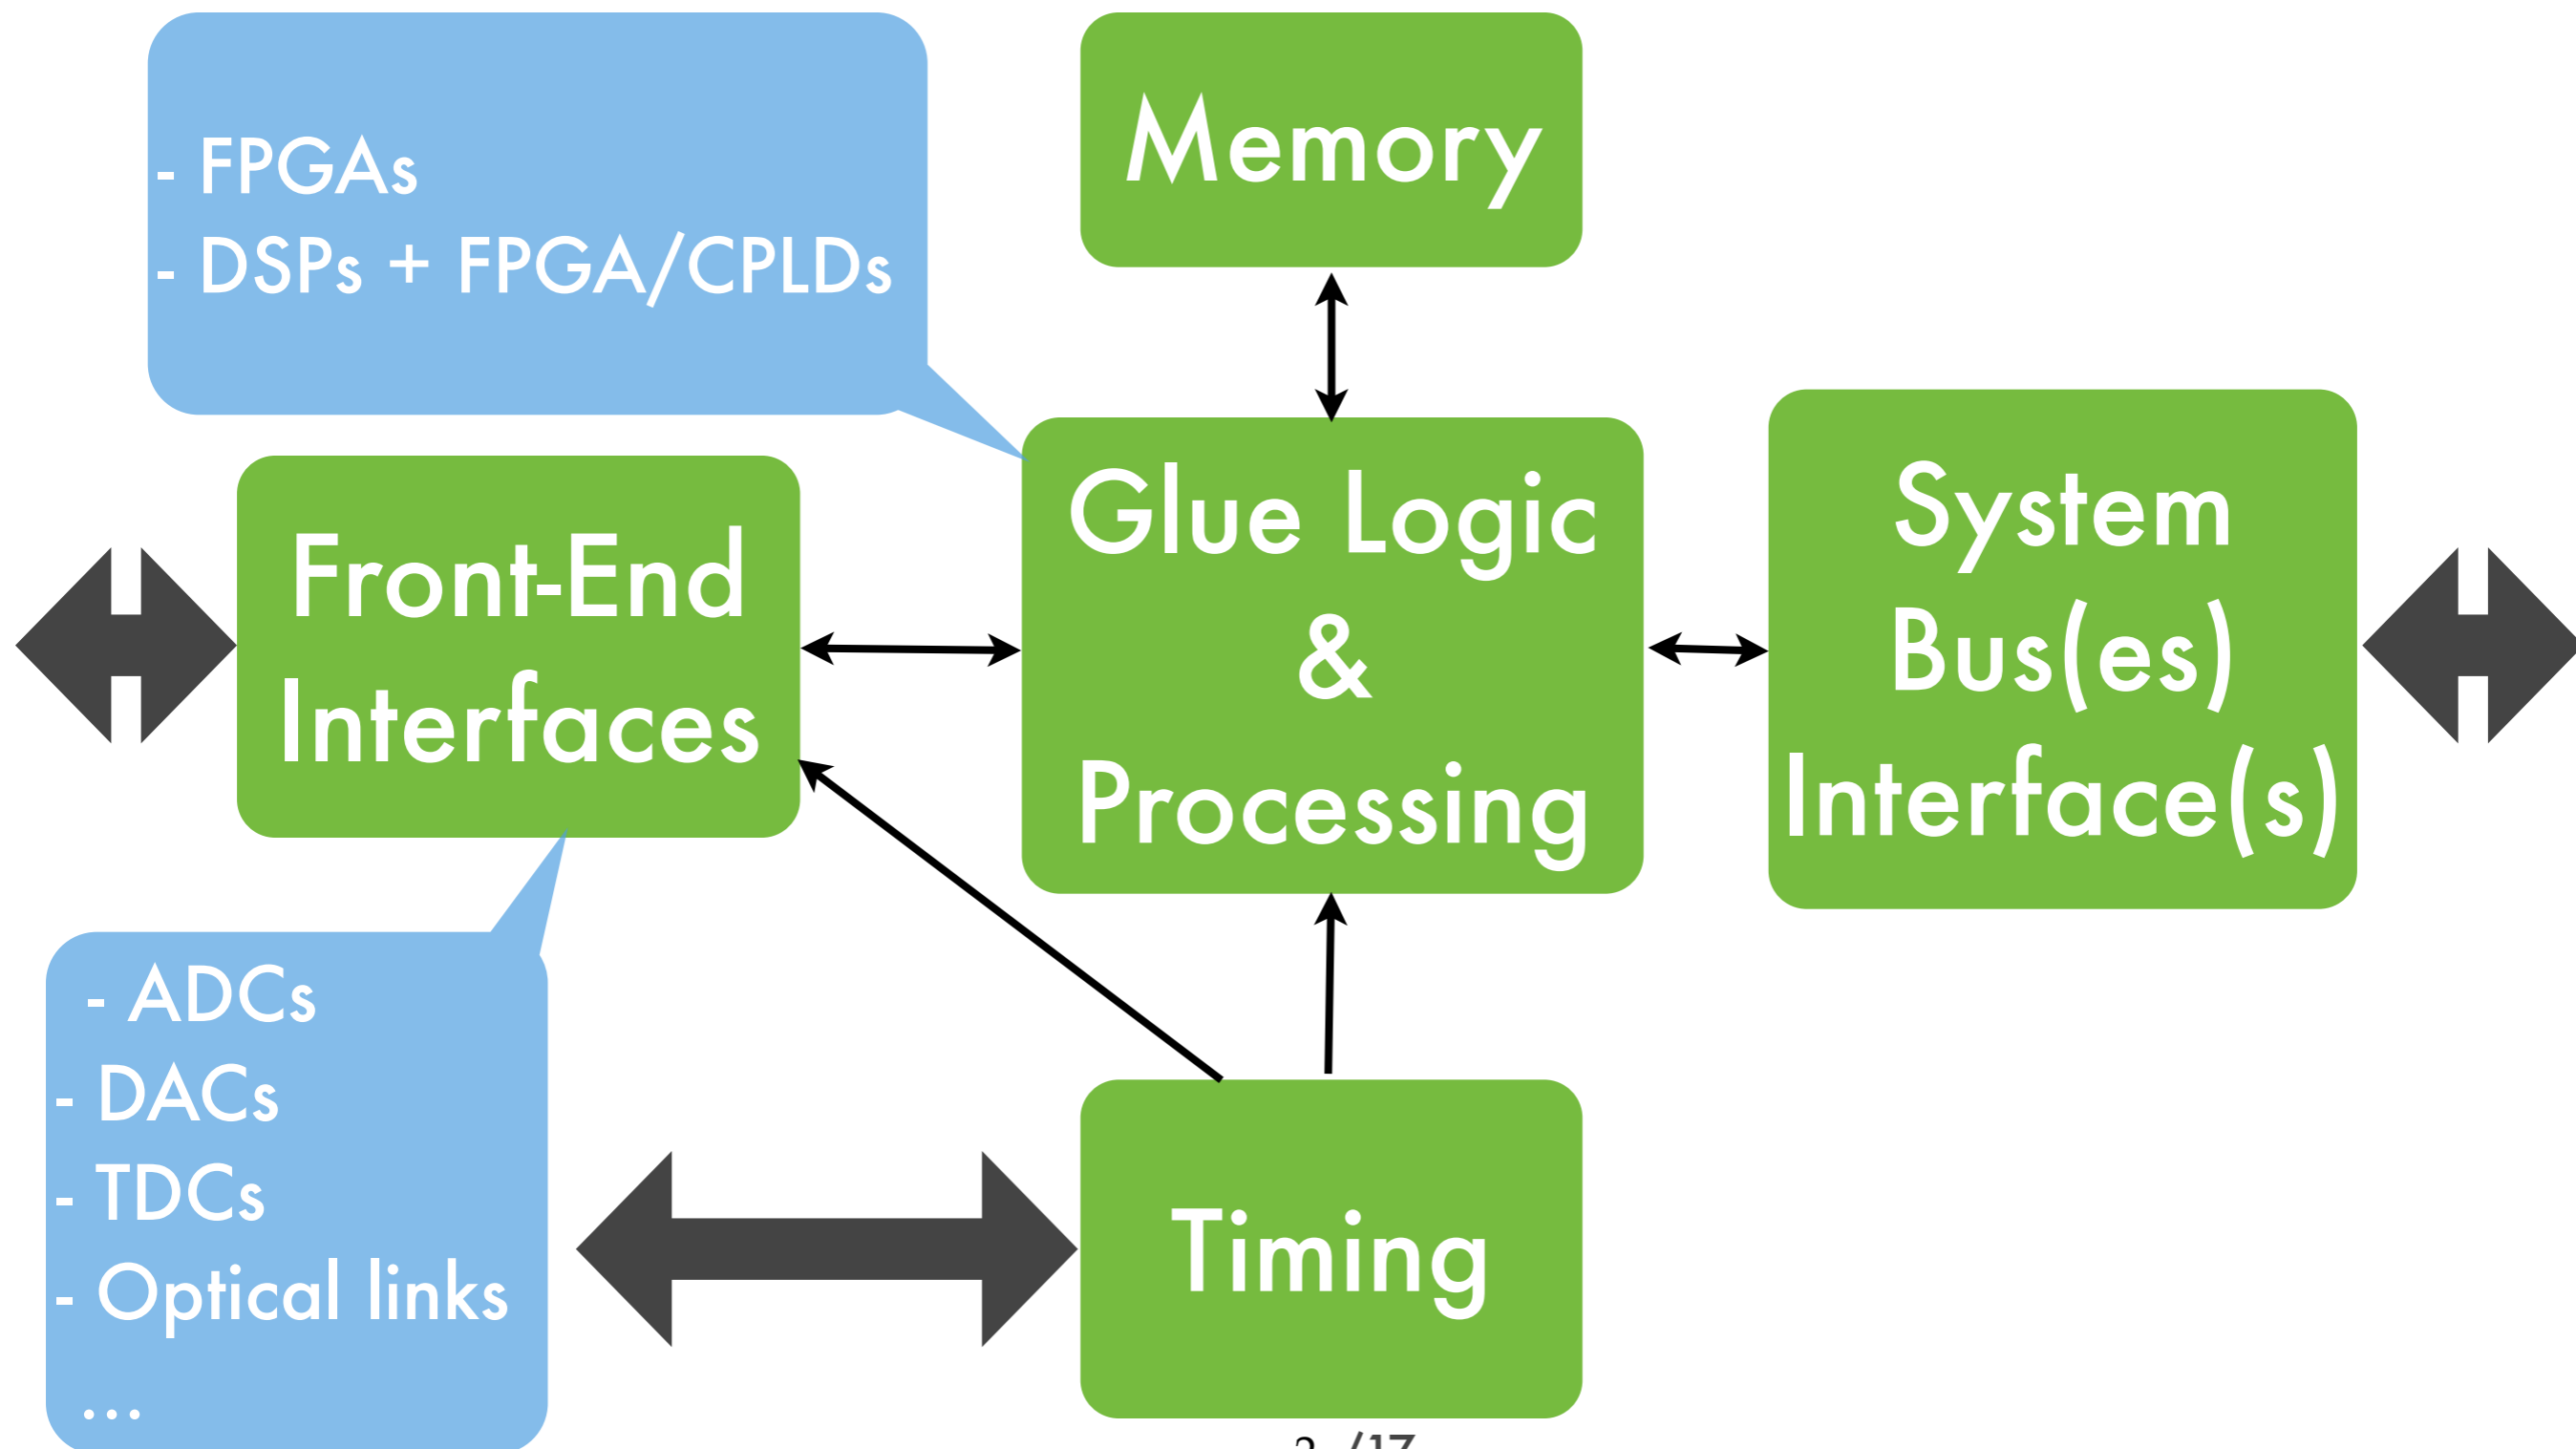 - FPGAs
- DSPs + FPGA/CPLDs
Memory
Front-End
Interfaces
Glue Logic
&
Processing
System
Bus(es)
Interface(s)
- ADCs
- DACs
- TDCs
- Optical links
...
Timing
/17